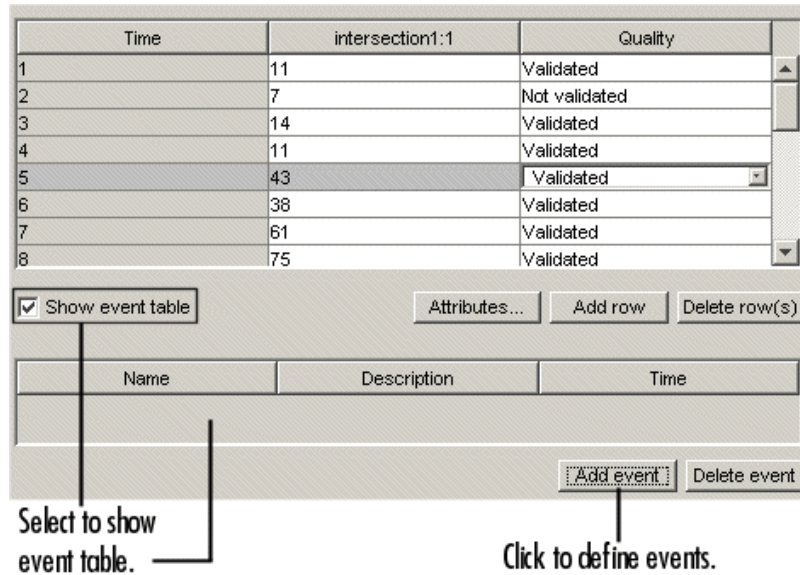 Time intersection1:1 Quality
1 11 Validated
2 7 Not validated
3 14 Validated
4 11 Validated
5 43 Validated
6 38 Validated
7 61 Validated
8 75 Validated
Show event table Attributes... Add row Delete row(s)
Name Description Time
Add event Delete event
Select to show
event table.
Click to define events.